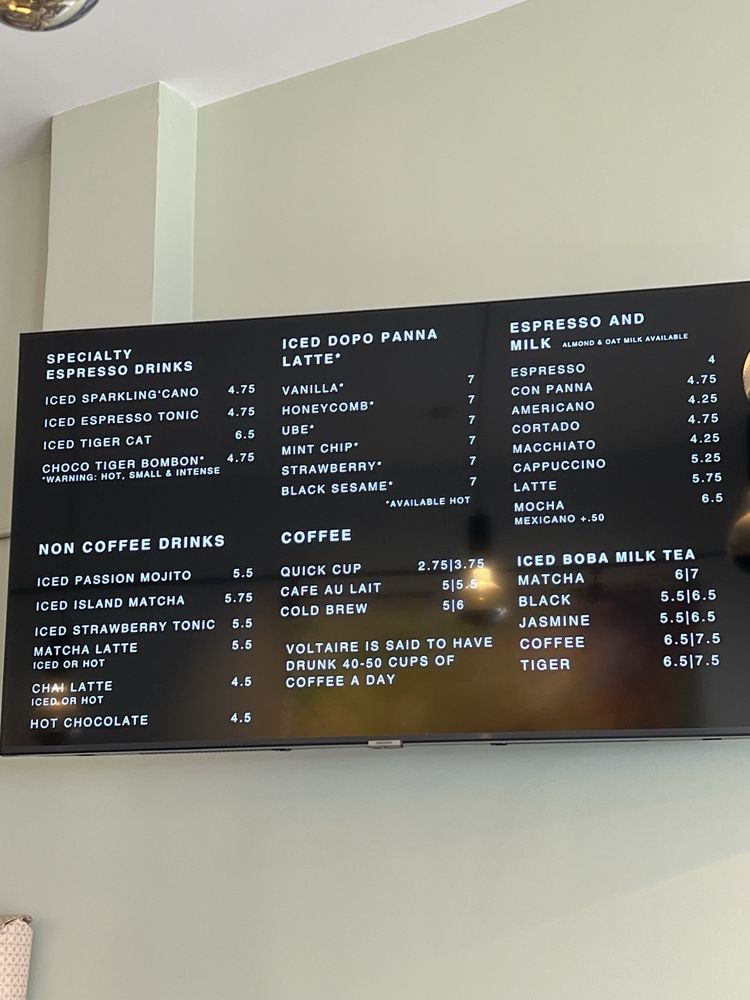 SPECIALTY
ESPRESSO DRINKS
ICED SPARKLING'CANO 4.75
ICED ESPRESSO TONIC 4.75
ICED TIGER CAT 6.5
CHOCO TIGER BOMBON* 4.75
*WARNING: HOT, SMALL & INTENSE
NON COFFEE DRINKS
ICED PASSION MOJITO 5.5
ICED ISLAND MATCHA 5.75
ICED STRAWBERRY TONIC 5.5
MATCHA LATTE 5.5
ICED OR HOT
CHAI LATTE 4.5
ICED OR HOT
HOT CHOCOLATE 4.5
ICED DOPO PANNA
LATTE*
VANILLA* 7
HONEYCOMB* 7
UBE* 7
MINT CHIP* 7
STRAWBERRY* 7
BLACK SESAME* 7
*AVAILABLE HOT
COFFEE
QUICK CUP 2.75|3.75
CAFE AU LAIT 5|5.5
COLD BREW 5|6
VOLTAIRE IS SAID TO HAVE
DRUNK 40-50 CUPS OF
COFFEE A DAY
ESPRESSO AND
MILK ALMOND & OAT MILK AVAILABLE
ESPRESSO 4
CON PANNA 4.75
AMERICANO 4.25
CORTADO 4.75
MACCHIATO 4.25
CAPPUCCINO 5.25
LATTE 5.75
MOCHA 6.5
MEXICANO +.50
ICED BOBA MILK TEA
MATCHA 6|7
BLACK 5.5|6.5
JASMINE 5.5|6.5
COFFEE 6.5|7.5
TIGER 6.5|7.5